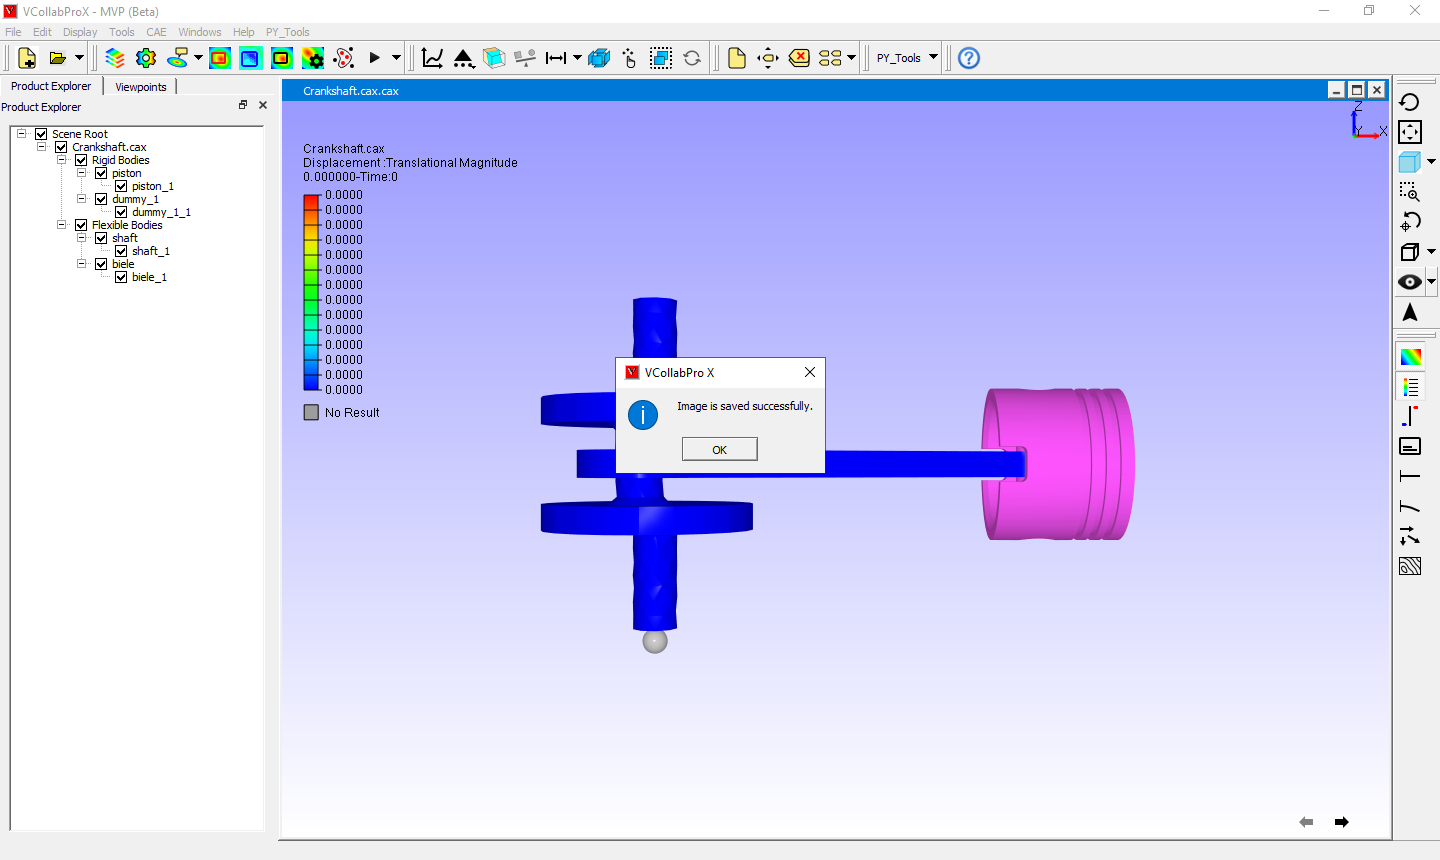 VCollabProX - MVP (Beta)
File Edit Display Tools CAE Windows Help PY_Tools
PY_Tools
Product Explorer Viewpoints
Product Explorer
Scene Root
Crankshaft.cax
Rigid Bodies
piston
piston_1
dummy_1
dummy_1_1
Flexible Bodies
shaft
shaft_1
biele
biele_1
Crankshaft.cax.cax
Z
Y X
Crankshaft.cax
Displacement :Translational Magnitude
0.000000-Time:0
0.0000
0.0000
0.0000
0.0000
0.0000
0.0000
0.0000
0.0000
0.0000
0.0000
0.0000
0.0000
0.0000
0.0000
No Result
VCollabPro X
Image is saved successfully.
OK